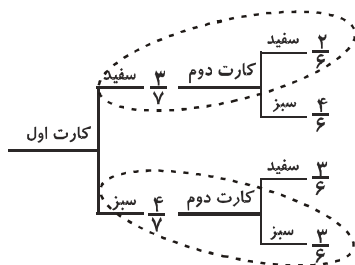 سفید ۲/۶
سفید ۳/۷ کارت دوم
سبز ۴/۶
کارت اول
سفید ۳/۶
سبز ۴/۷ کارت دوم
سبز ۳/۶